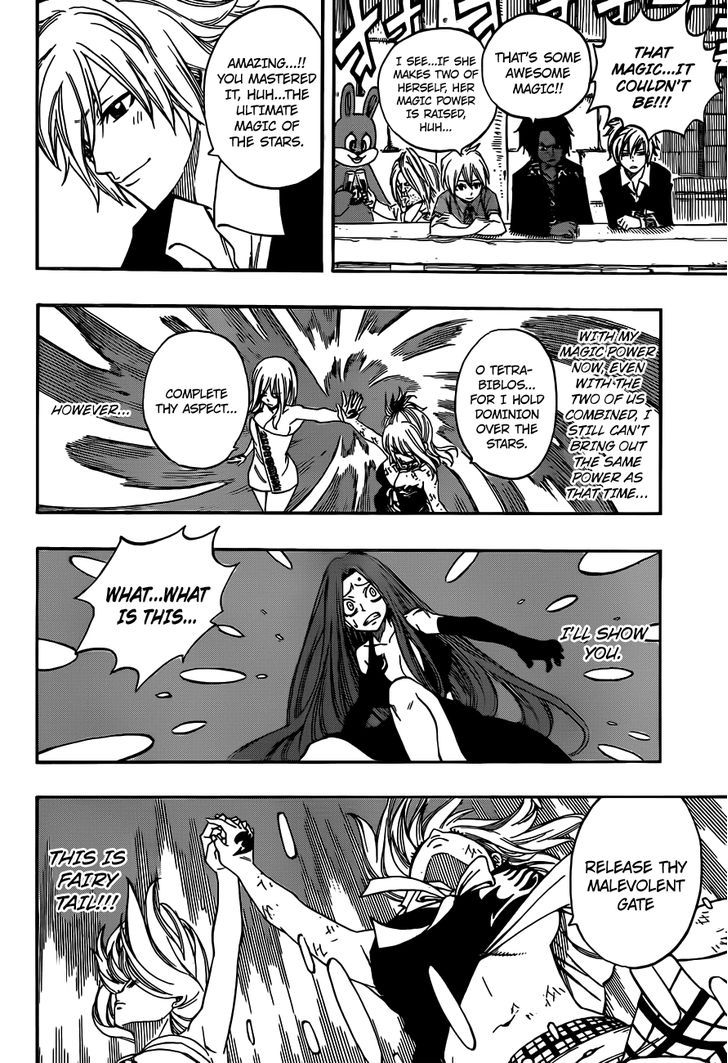 THAT
MAGIC...IT
COULDN'T
BE!!!
THAT'S SOME
AWESOME
MAGIC!!
I SEE...IF SHE
MAKES TWO OF
HERSELF, HER
MAGIC POWER
IS RAISED,
HUH...
AMAZING...!!
YOU MASTERED
IT, HUH...THE
ULTIMATE
MAGIC OF
THE STARS.
WITH MY
MAGIC POWER
NOW, EVEN
WITH THE
TWO OF US
COMBINED, I
STILL CAN'T
BRING OUT
THE SAME
POWER AS
THAT TIME...
O TETRA-
BIBLOS...
FOR I HOLD
DOMINION
OVER THE
STARS.
COMPLETE
THY ASPECT...
HOWEVER...
I'LL SHOW
YOU.
WHAT...WHAT
IS THIS...
RELEASE THY
MALEVOLENT
GATE
THIS IS
FAIRY
TAIL!!!